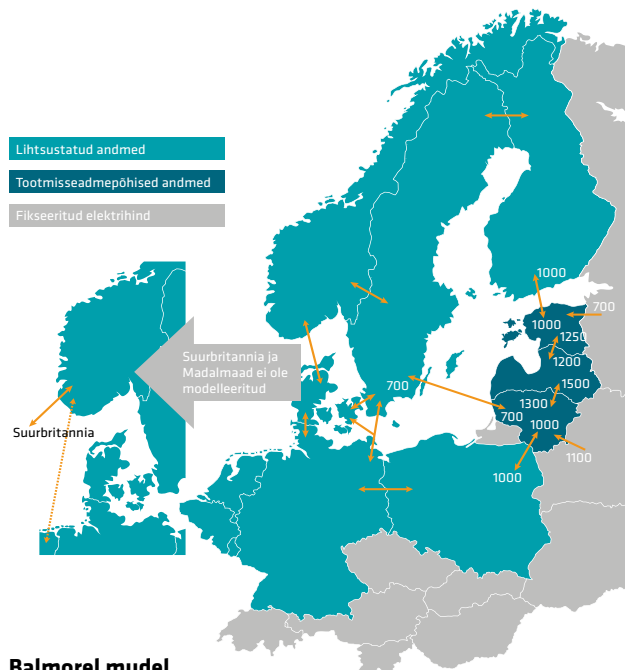 Lihtsustatud andmed
Tootmisseadmepõhised andmed
Fikseeritud elektrihind
1000
700
1000
1250
1200
Suurbritannia ja
Madalmaad ei ole
modelleeritud
700
1500
1300
700
1000
Suurbritannia
1100
1000
Balmorel mudel